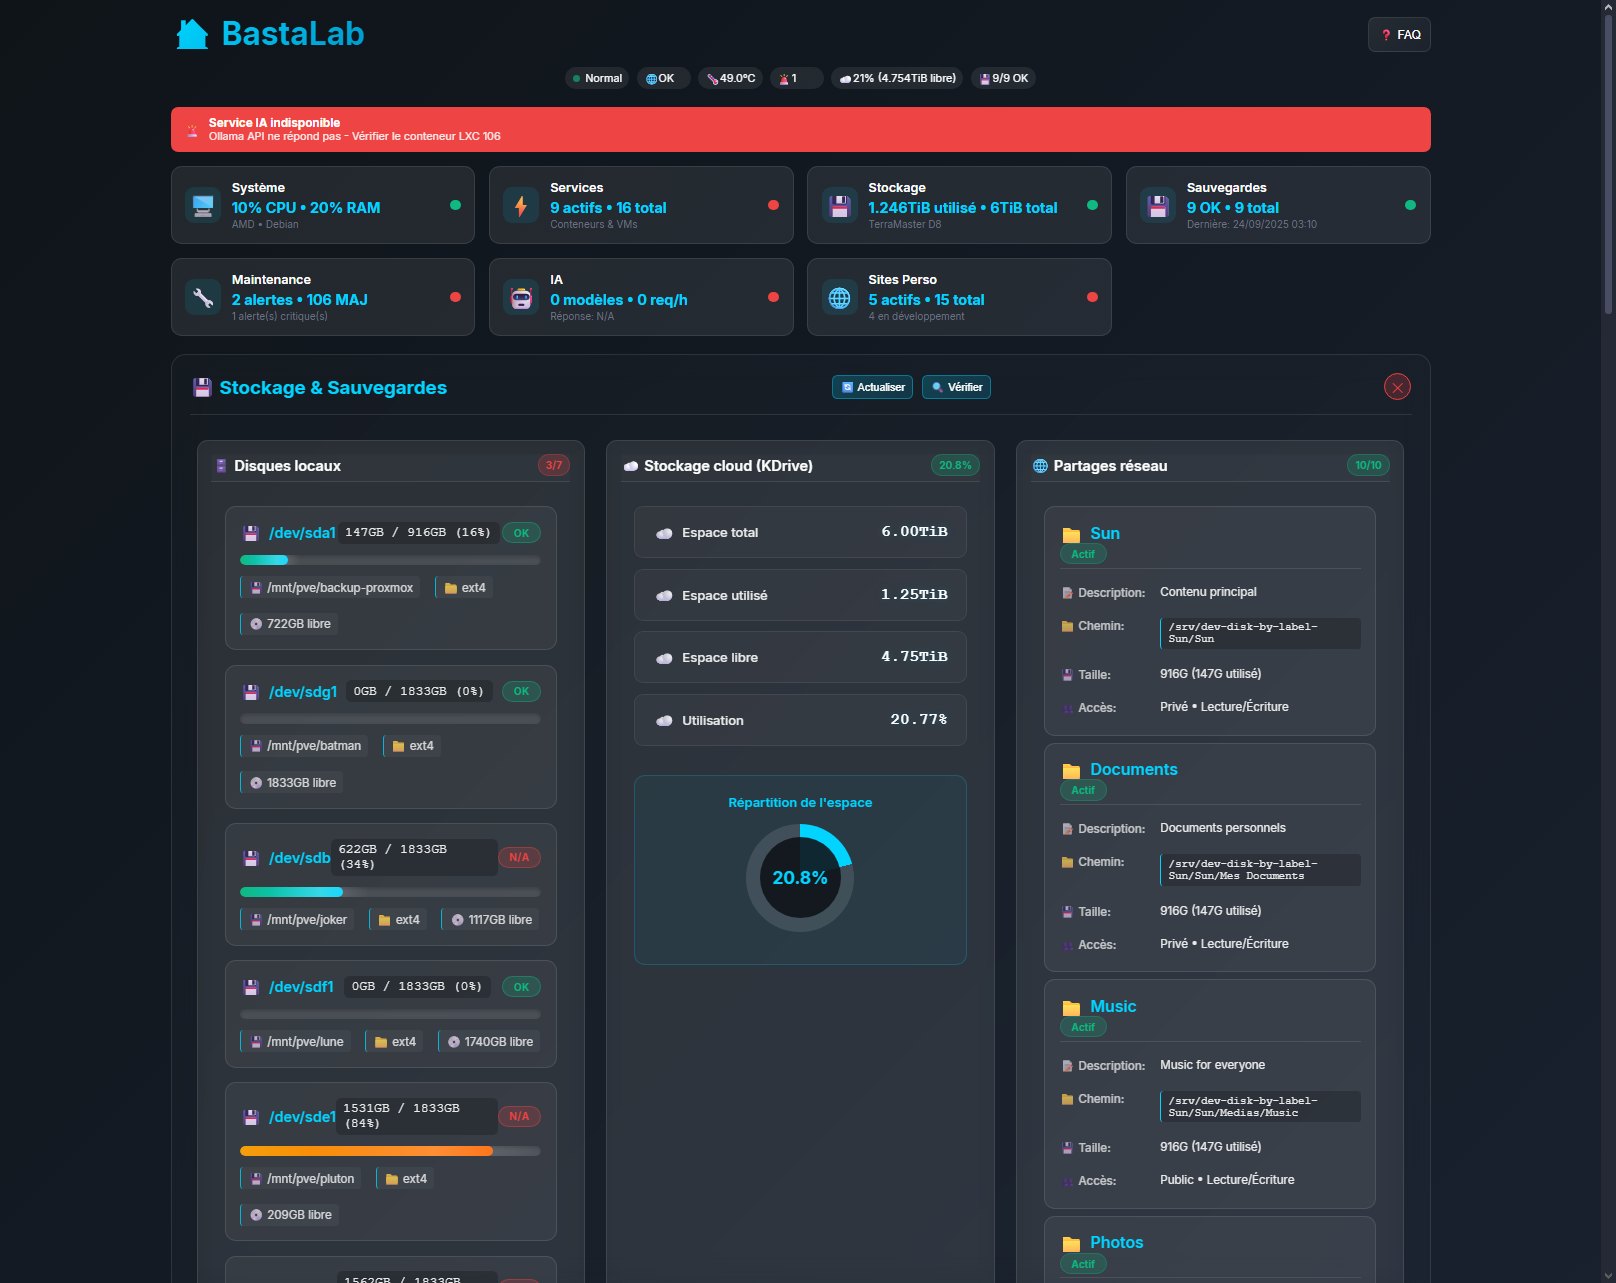 BastaLab
FAQ
Normal
OK
49.0°C
1
21% (4.754TiB libre)
9/9 OK
Service IA indisponible
Ollama API ne répond pas - Vérifier le conteneur LXC 106
Système
10% CPU • 20% RAM
AMD • Debian
Services
9 actifs • 16 total
Conteneurs & VMs
Stockage
1.246TiB utilisé • 6TiB total
TerraMaster D8
Sauvegardes
9 OK • 9 total
Dernière: 24/09/2025 03:10
Maintenance
2 alertes • 106 MAJ
1 alerte(s) critique(s)
IA
0 modèles • 0 req/h
Réponse: N/A
Sites Perso
5 actifs • 15 total
4 en développement
Stockage & Sauvegardes
Actualiser
Vérifier
Disques locaux
3/7
/dev/sda1
147GB / 916GB (16%)
OK
/mnt/pve/backup-proxmox
ext4
722GB libre
/dev/sdg1
0GB / 1833GB (0%)
OK
/mnt/pve/batman
ext4
1833GB libre
/dev/sdb
622GB / 1833GB
(34%)
N/A
/mnt/pve/joker
ext4
1117GB libre
/dev/sdf1
0GB / 1833GB (0%)
OK
/mnt/pve/lune
ext4
1740GB libre
/dev/sde1
1531GB / 1833GB
(84%)
N/A
/mnt/pve/pluton
ext4
209GB libre
1562GB / 1833GB
Stockage cloud (KDrive)
20.8%
Espace total
6.00TiB
Espace utilisé
1.25TiB
Espace libre
4.75TiB
Utilisation
20.77%
Répartition de l'espace
20.8%
Partages réseau
10/10
Sun
Actif
Description:
Contenu principal
Chemin:
/srv/dev-disk-by-label-
Sun/Sun
Taille:
916G (147G utilisé)
Accès:
Privé • Lecture/Écriture
Documents
Actif
Description:
Documents personnels
Chemin:
/srv/dev-disk-by-label-
Sun/Sun/Mes Documents
Taille:
916G (147G utilisé)
Accès:
Privé • Lecture/Écriture
Music
Actif
Description:
Music for everyone
Chemin:
/srv/dev-disk-by-label-
Sun/Sun/Medias/Music
Taille:
916G (147G utilisé)
Accès:
Public • Lecture/Écriture
Photos
Actif